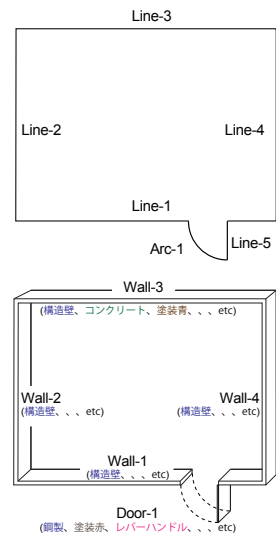 Line-3
Line-2
Line-4
Line-1
Arc-1
Line-5
Wall-3
(構造壁、コンクリート、塗装青、、、etc)
Wall-2
(構造壁、、、etc)
Wall-4
(構造壁、、、etc)
Wall-1
(構造壁、、、etc)
Door-1
(鋼製、塗装赤、レバーハンドル、、、etc)